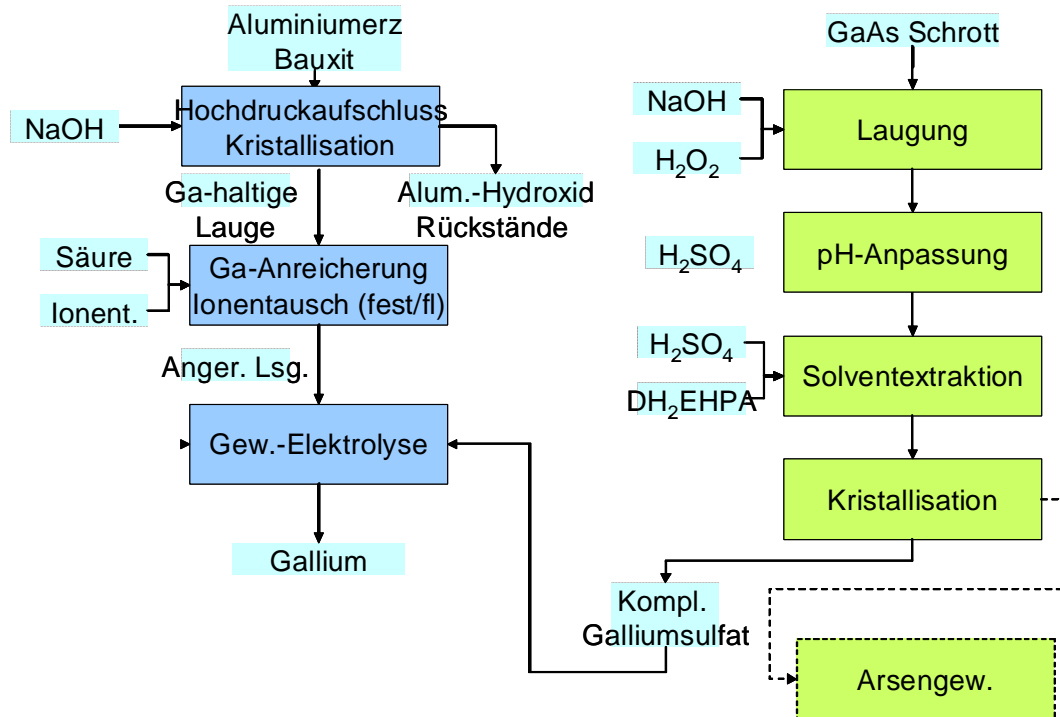 Aluminiumerz
Bauxit
NaOH
Hochdruckaufschluss
Kristallisation
Ga-haltige
Lauge
Alum.-Hydroxid
Rückstände
Säure
Ionent.
Ga-Anreicherung
Ionentausch (fest/fl)
Anger. Lsg.
Gew.-Elektrolyse
Gallium
GaAs Schrott
NaOH
H₂O₂
Laugung
H₂SO₄
pH-Anpassung
H₂SO₄
DH₂EHPA
Solventextraktion
Kristallisation
Kompl.
Galliumsulfat
Arsengew.